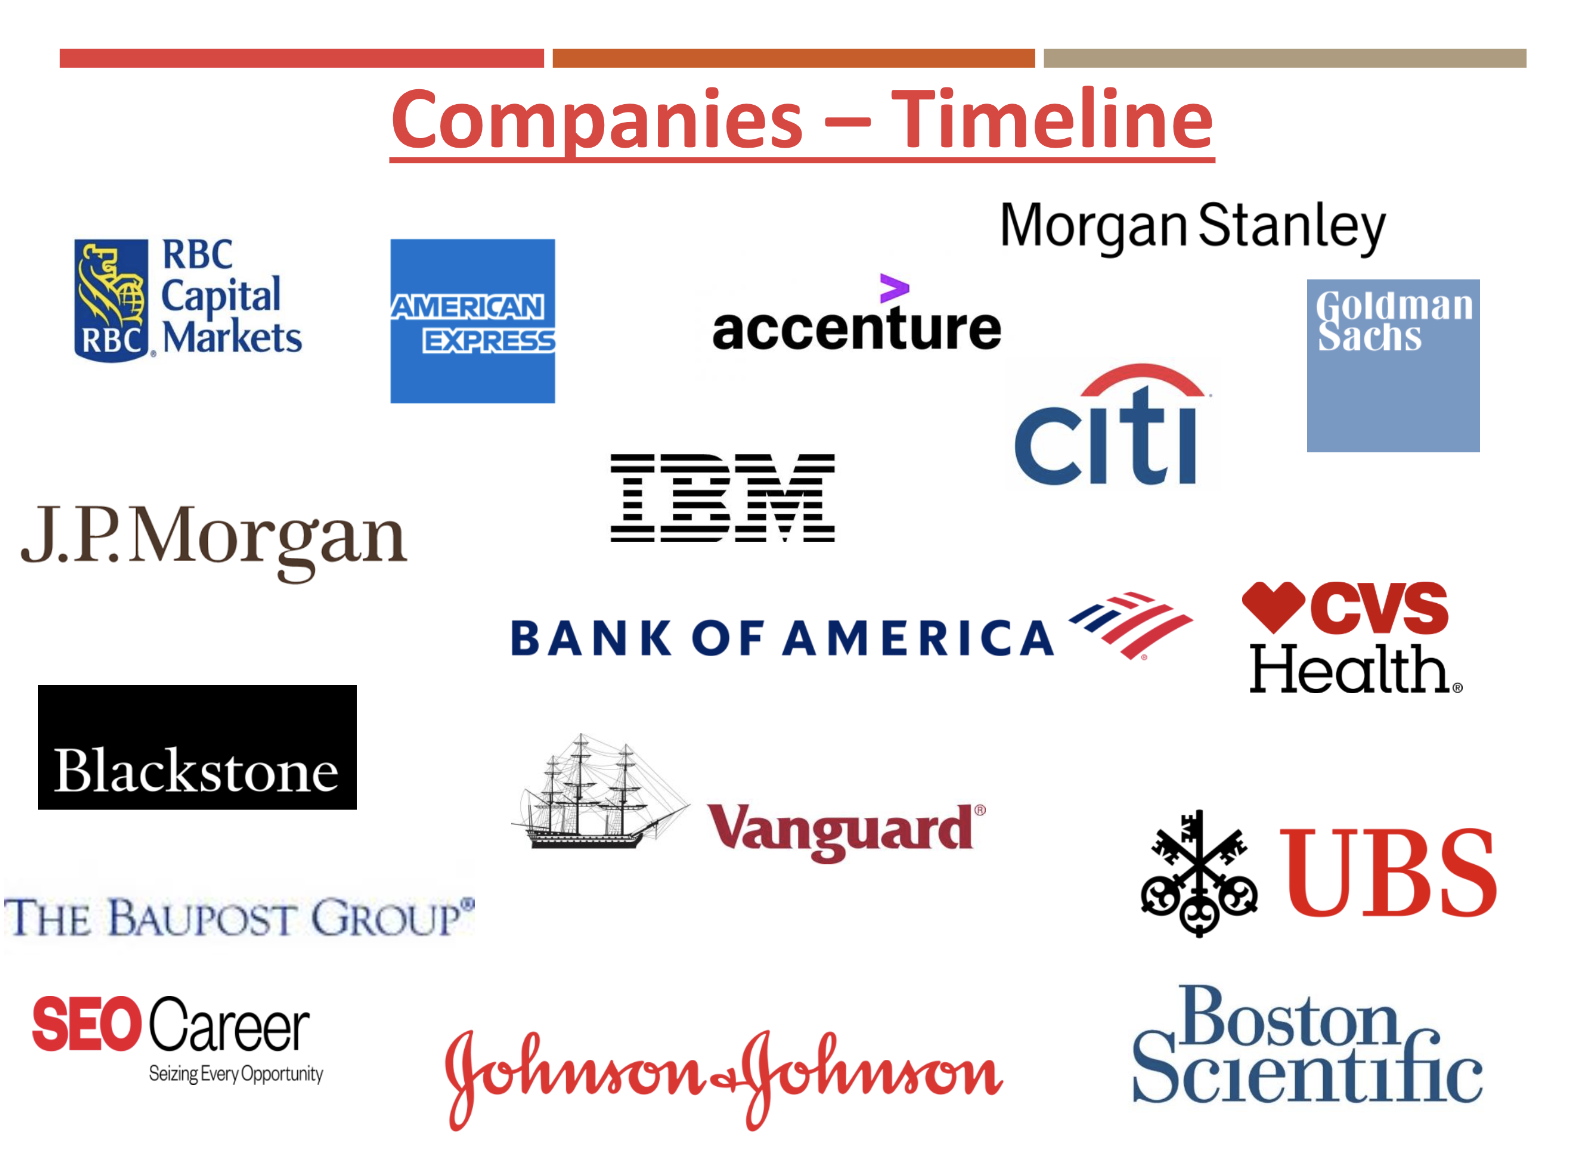 Companies – Timeline
Morgan Stanley
RBC
Capital
Markets
RBC®
AMERICAN
EXPRESS
>
accenture
Goldman
Sachs
citi
IBM
J.P.Morgan
BANK OF AMERICA
CVS
Health®
Blackstone
Vanguard®
UBS
THE BAUPOST GROUP®
SEO Career
Seizing Every Opportunity
Johnson & Johnson
Boston
Scientific